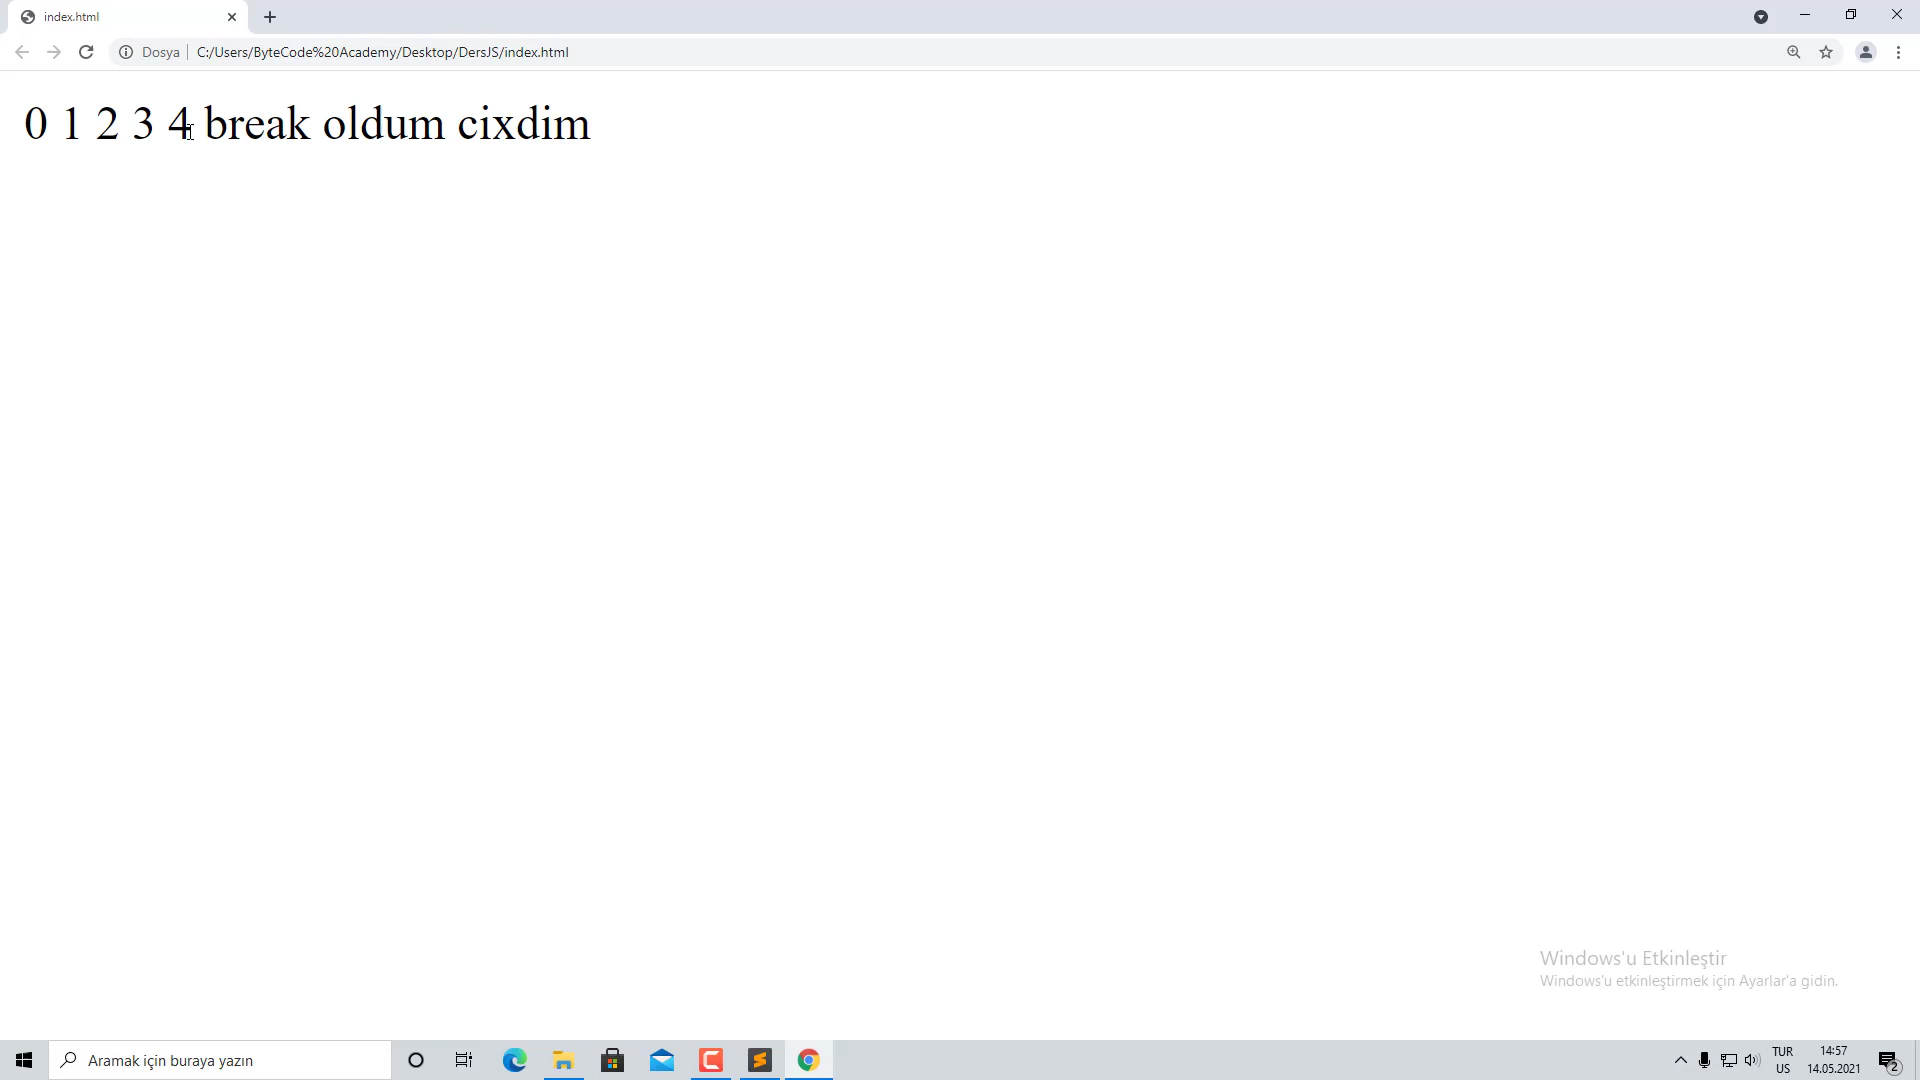 index.html
Dosya
C:/Users/ByteCode%20Academy/Desktop/DersJS/index.html
0 1 2 3 4 break oldum cixdim
Windows'u Etkinleştir
Windows'u etkinleştirmek için Ayarlar'a gidin.
Aramak için buraya yazın
TUR
US
14:57
14.05.2021
2